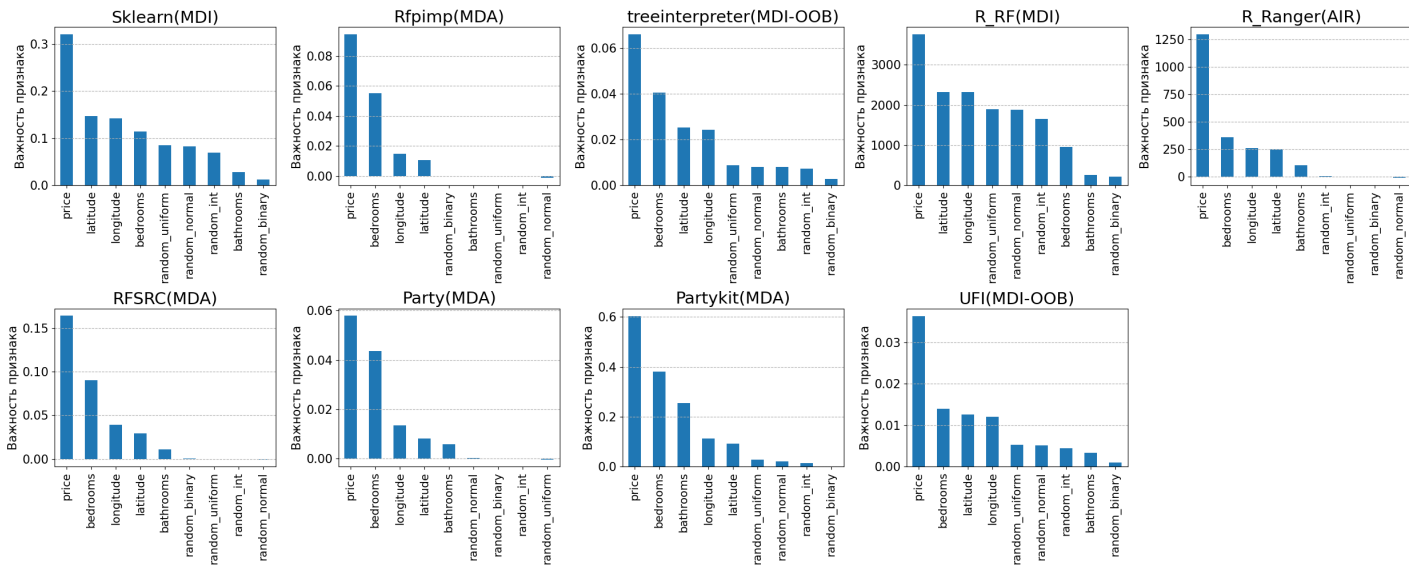 Sklearn(MDI)
Важность признака
0.3
0.2
0.1
0.0
price
latitude
longitude
bedrooms
random_uniform
random_normal
random_int
bathrooms
random_binary
Rfpimp(MDA)
Важность признака
0.08
0.06
0.04
0.02
0.00
price
bedrooms
longitude
latitude
random_binary
bathrooms
random_uniform
random_int
random_normal
treeinterpreter(MDI-OOB)
Важность признака
0.06
0.04
0.02
0.00
price
bedrooms
latitude
longitude
random_uniform
random_normal
bathrooms
random_int
random_binary
R_RF(MDI)
Важность признака
3000
2000
1000
0
price
latitude
longitude
random_uniform
random_normal
random_int
bedrooms
bathrooms
random_binary
R_Ranger(AIR)
Важность признака
1250
1000
750
500
250
0
price
bedrooms
longitude
latitude
bathrooms
random_int
random_uniform
random_binary
random_normal
RFSRC(MDA)
Важность признака
0.15
0.10
0.05
0.00
price
bedrooms
longitude
latitude
bathrooms
random_binary
random_uniform
random_int
random_normal
Party(MDA)
Важность признака
0.06
0.04
0.02
0.00
price
bedrooms
longitude
latitude
bathrooms
random_normal
random_int
random_binary
random_uniform
Partykit(MDA)
Важность признака
0.6
0.4
0.2
0.0
price
bedrooms
bathrooms
longitude
latitude
random_uniform
random_normal
random_int
random_binary
UFI(MDI-OOB)
Важность признака
0.03
0.02
0.01
0.00
price
bedrooms
latitude
longitude
random_uniform
random_normal
random_int
bathrooms
random_binary